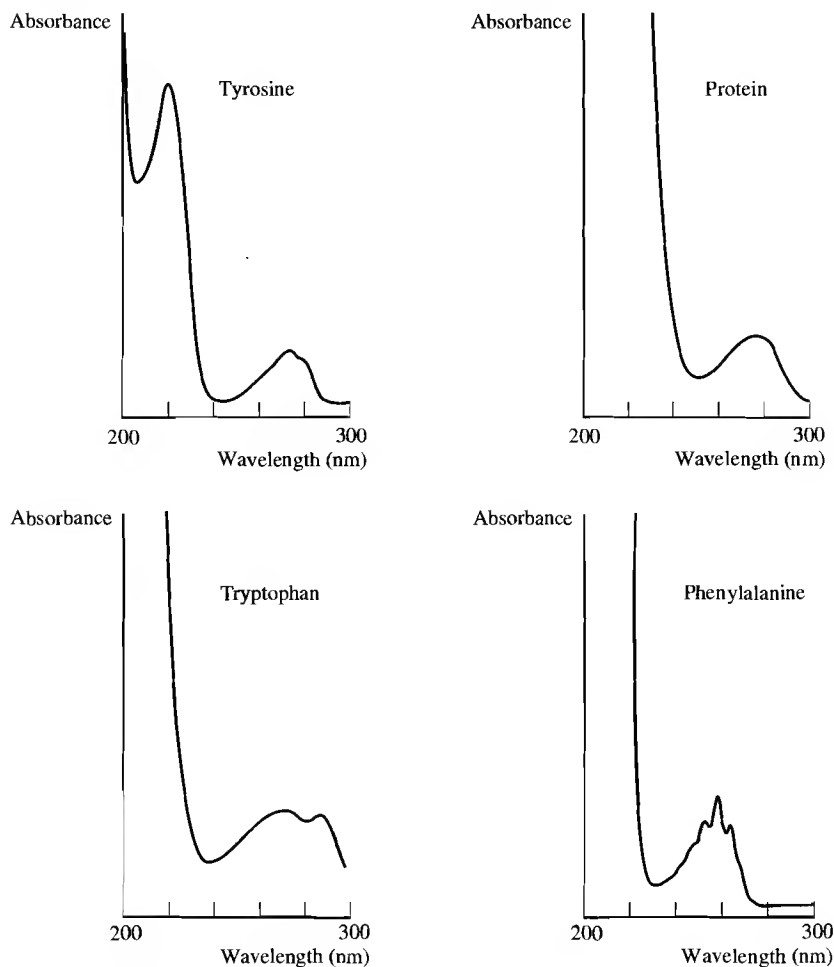 Absorbance
Tyrosine
200
300
Wavelength (nm)
Absorbance
Protein
200
300
Wavelength (nm)
Absorbance
Tryptophan
200
300
Wavelength (nm)
Absorbance
Phenylalanine
200
300
Wavelength (nm)